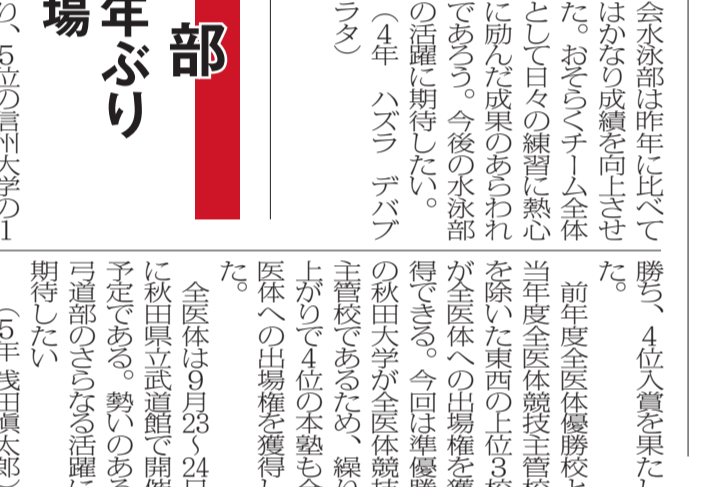 会水泳部は昨年に比べて
はかなり成績を向上させ
た。おそらくチーム全体
として日々の練習に熱心
に励んだ成果のあらわれ
であろう。今後の水泳部
の活躍に期待したい。
（4年　ハズラ　デバブ
ラタ）
部
年ぶり
場
り、5位の信州大学の1
勝ち、4位入賞を果たし
た。
前年度全医体優勝校と
当年度全医体競技主管校
を除いた東西の上位3校
が全医体への出場権を獲
得できる。今回は準優勝
の秋田大学が全医体競技
主管校であるため、繰り
上がりで4位の本塾も全
医体への出場権を獲得し
た。
全医体は9月23〜24日
に秋田県立武道館で開催
予定である。勢いのある
弓道部のさらなる活躍に
期待したい
（5年 浅田眞太郎）